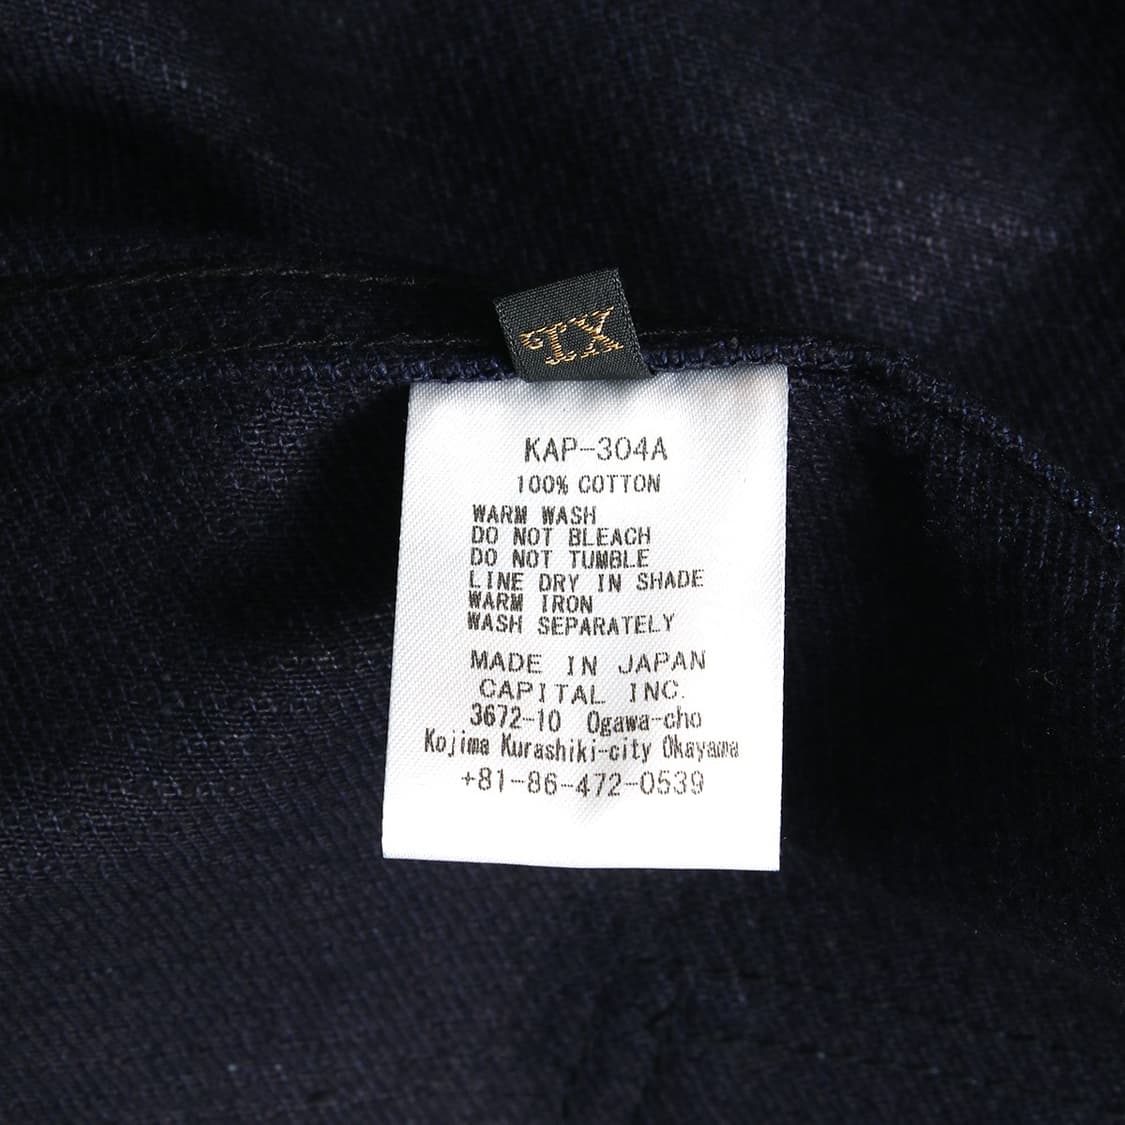 XL
KAP-304A
100% COTTON
WARM WASH
DO NOT BLEACH
DO NOT TUMBLE
LINE DRY IN SHADE
WARM IRON
WASH SEPARATELY
MADE IN JAPAN
CAPITAL INC.
3672-10 Ogawa-cho
Kojima Kurashiki-city Okayama
+81-86-472-0539